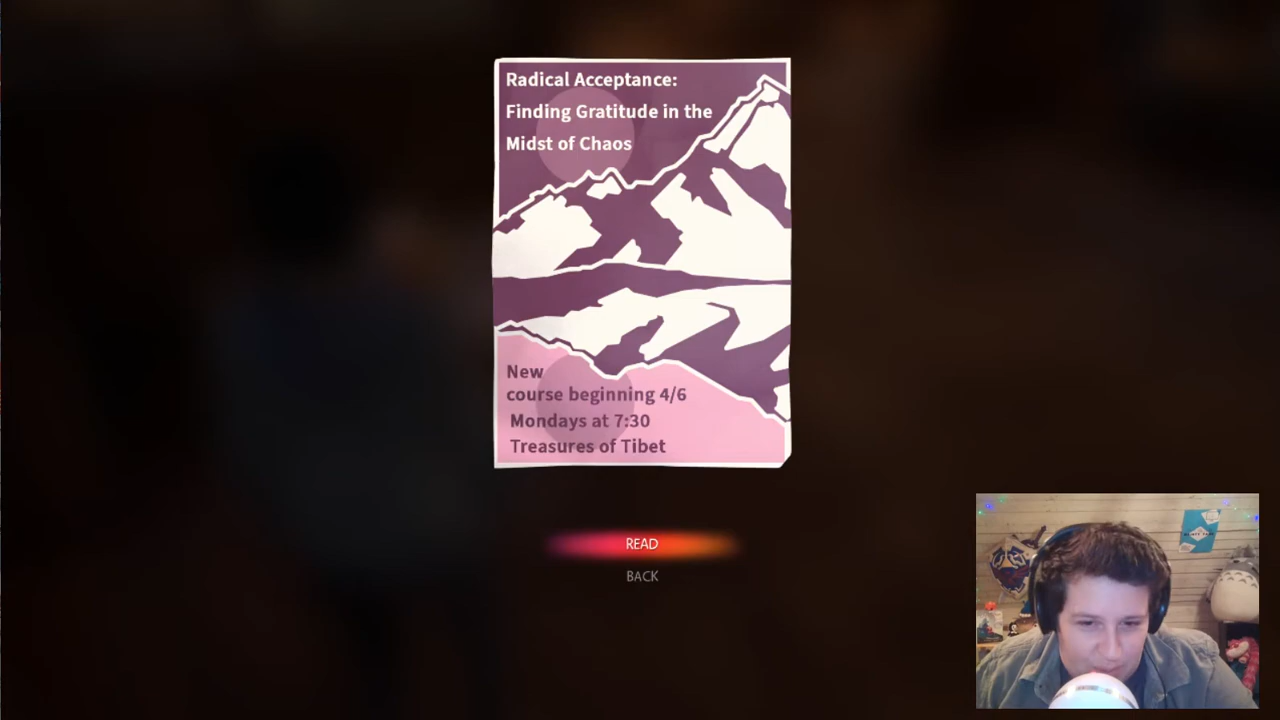 Radical Acceptance:
Finding Gratitude in the
Midst of Chaos
New
course beginning 4/6
Mondays at 7:30
Treasures of Tibet
READ
BACK